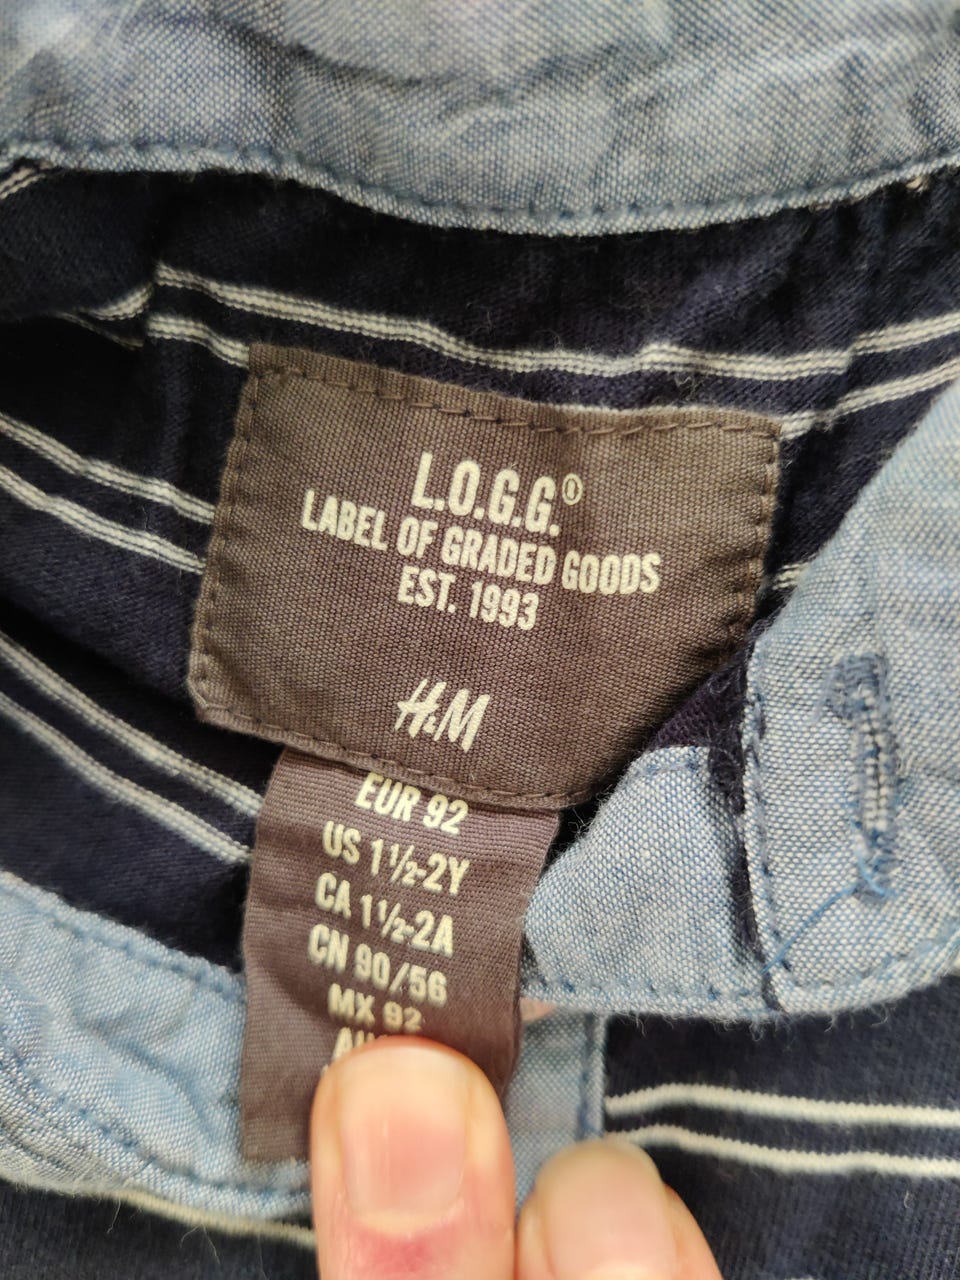 L.O.G.G.®
LABEL OF GRADED GOODS
EST. 1993
H&M
EUR 92
US 1½-2Y
CA 1½-2A
CN 90/56
MX 92